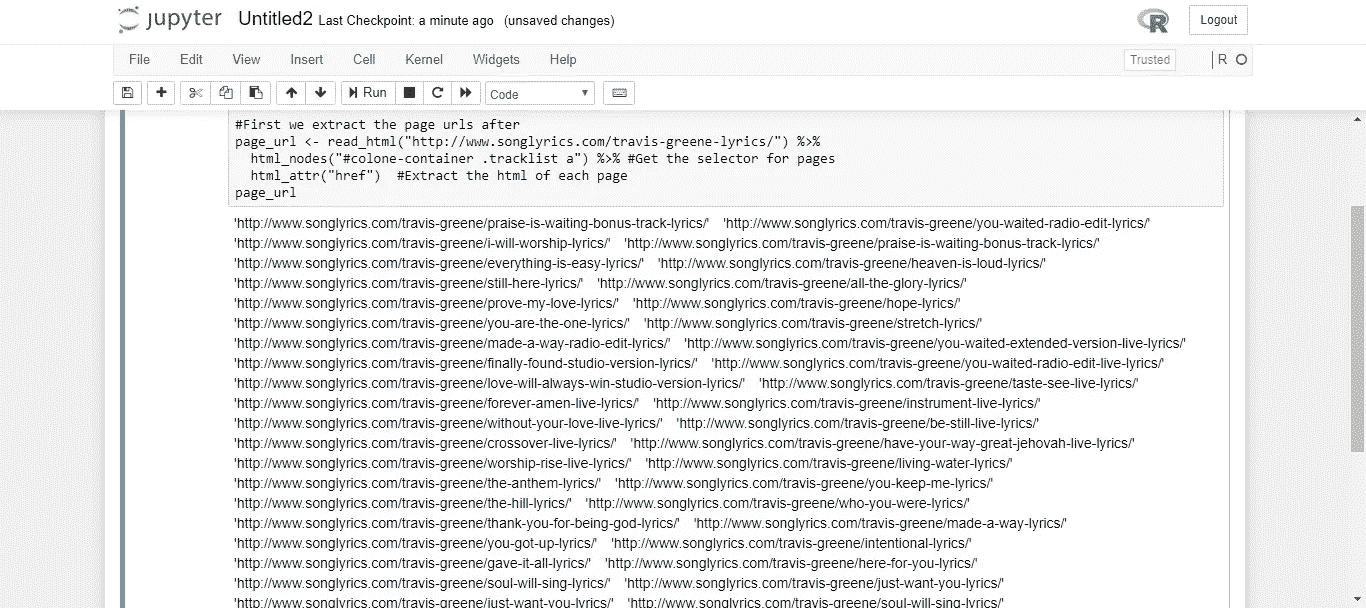 jupyter Untitled2 Last Checkpoint: a minute ago (unsaved changes) R Logout
File Edit View Insert Cell Kernel Widgets Help Trusted R
Run Code
#First we extract the page urls after
page_url <- read_html("http://www.songlyrics.com/travis-greene-lyrics/") %>%
html_nodes("#colone-container .tracklist a") %>% #Get the selector for pages
html_attr("href") #Extract the html of each page
page_url
'http://www.songlyrics.com/travis-greene/praise-is-waiting-bonus-track-lyrics/' 'http://www.songlyrics.com/travis-greene/you-waited-radio-edit-lyrics/'
'http://www.songlyrics.com/travis-greene/i-will-worship-lyrics/' 'http://www.songlyrics.com/travis-greene/praise-is-waiting-bonus-track-lyrics/'
'http://www.songlyrics.com/travis-greene/everything-is-easy-lyrics/' 'http://www.songlyrics.com/travis-greene/heaven-is-loud-lyrics/'
'http://www.songlyrics.com/travis-greene/still-here-lyrics/' 'http://www.songlyrics.com/travis-greene/all-the-glory-lyrics/'
'http://www.songlyrics.com/travis-greene/prove-my-love-lyrics/' 'http://www.songlyrics.com/travis-greene/hope-lyrics/'
'http://www.songlyrics.com/travis-greene/you-are-the-one-lyrics/' 'http://www.songlyrics.com/travis-greene/stretch-lyrics/'
'http://www.songlyrics.com/travis-greene/made-a-way-radio-edit-lyrics/' 'http://www.songlyrics.com/travis-greene/you-waited-extended-version-live-lyrics/'
'http://www.songlyrics.com/travis-greene/finally-found-studio-version-lyrics/' 'http://www.songlyrics.com/travis-greene/you-waited-radio-edit-live-lyrics/'
'http://www.songlyrics.com/travis-greene/love-will-always-win-studio-version-lyrics/' 'http://www.songlyrics.com/travis-greene/taste-see-live-lyrics/'
'http://www.songlyrics.com/travis-greene/forever-amen-live-lyrics/' 'http://www.songlyrics.com/travis-greene/instrument-live-lyrics/'
'http://www.songlyrics.com/travis-greene/without-your-love-live-lyrics/' 'http://www.songlyrics.com/travis-greene/be-still-live-lyrics/'
'http://www.songlyrics.com/travis-greene/crossover-live-lyrics/' 'http://www.songlyrics.com/travis-greene/have-your-way-great-jehovah-live-lyrics/'
'http://www.songlyrics.com/travis-greene/worship-rise-live-lyrics/' 'http://www.songlyrics.com/travis-greene/living-water-lyrics/'
'http://www.songlyrics.com/travis-greene/the-anthem-lyrics/' 'http://www.songlyrics.com/travis-greene/you-keep-me-lyrics/'
'http://www.songlyrics.com/travis-greene/the-hill-lyrics/' 'http://www.songlyrics.com/travis-greene/who-you-were-lyrics/'
'http://www.songlyrics.com/travis-greene/thank-you-for-being-god-lyrics/' 'http://www.songlyrics.com/travis-greene/made-a-way-lyrics/'
'http://www.songlyrics.com/travis-greene/you-got-up-lyrics/' 'http://www.songlyrics.com/travis-greene/intentional-lyrics/'
'http://www.songlyrics.com/travis-greene/gave-it-all-lyrics/' 'http://www.songlyrics.com/travis-greene/here-for-you-lyrics/'
'http://www.songlyrics.com/travis-greene/soul-will-sing-lyrics/' 'http://www.songlyrics.com/travis-greene/just-want-you-lyrics/'
'http://www.songlyrics.com/travis-greene/just-want-you-lyrics/' 'http://www.songlyrics.com/travis-greene/soul-will-sing-lyrics/'